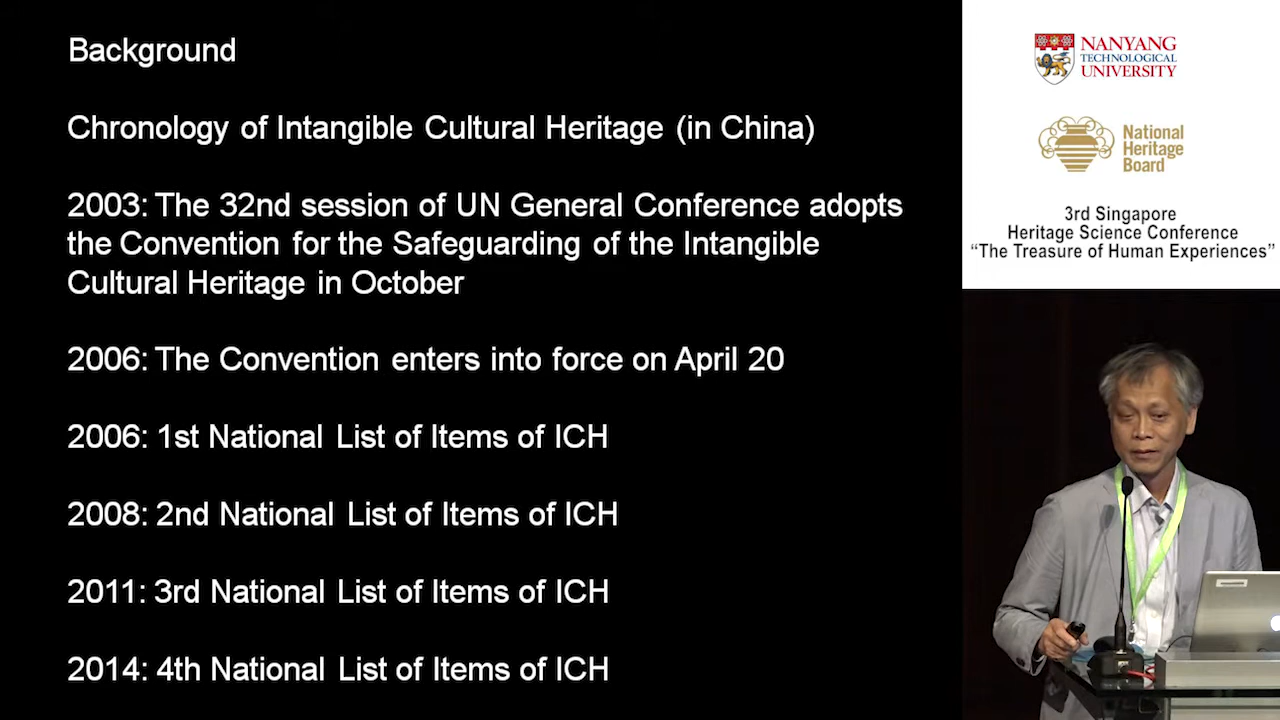 Background
Chronology of Intangible Cultural Heritage (in China)
2003: The 32nd session of UN General Conference adopts
the Convention for the Safeguarding of the Intangible
Cultural Heritage in October
2006: The Convention enters into force on April 20
2006: 1st National List of Items of ICH
2008: 2nd National List of Items of ICH
2011: 3rd National List of Items of ICH
2014: 4th National List of Items of ICH
NANYANG
TECHNOLOGICAL
UNIVERSITY
National
Heritage
Board
3rd Singapore
Heritage Science Conference
“The Treasure of Human Experiences”